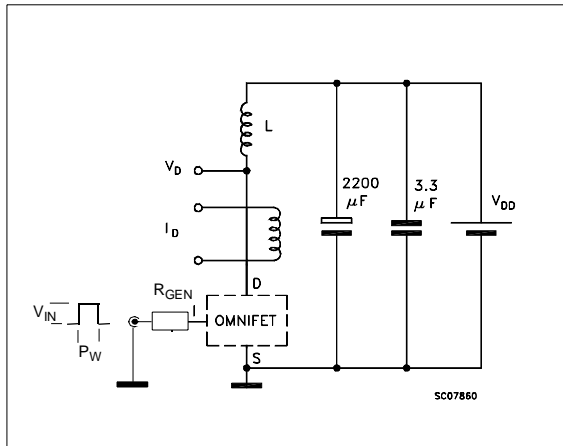 L
V_D
2200
μF
3.3
μF
V_DD
I_D
D
R_GEN
I
OMNIFET
V_IN
P_W
S
SC07860